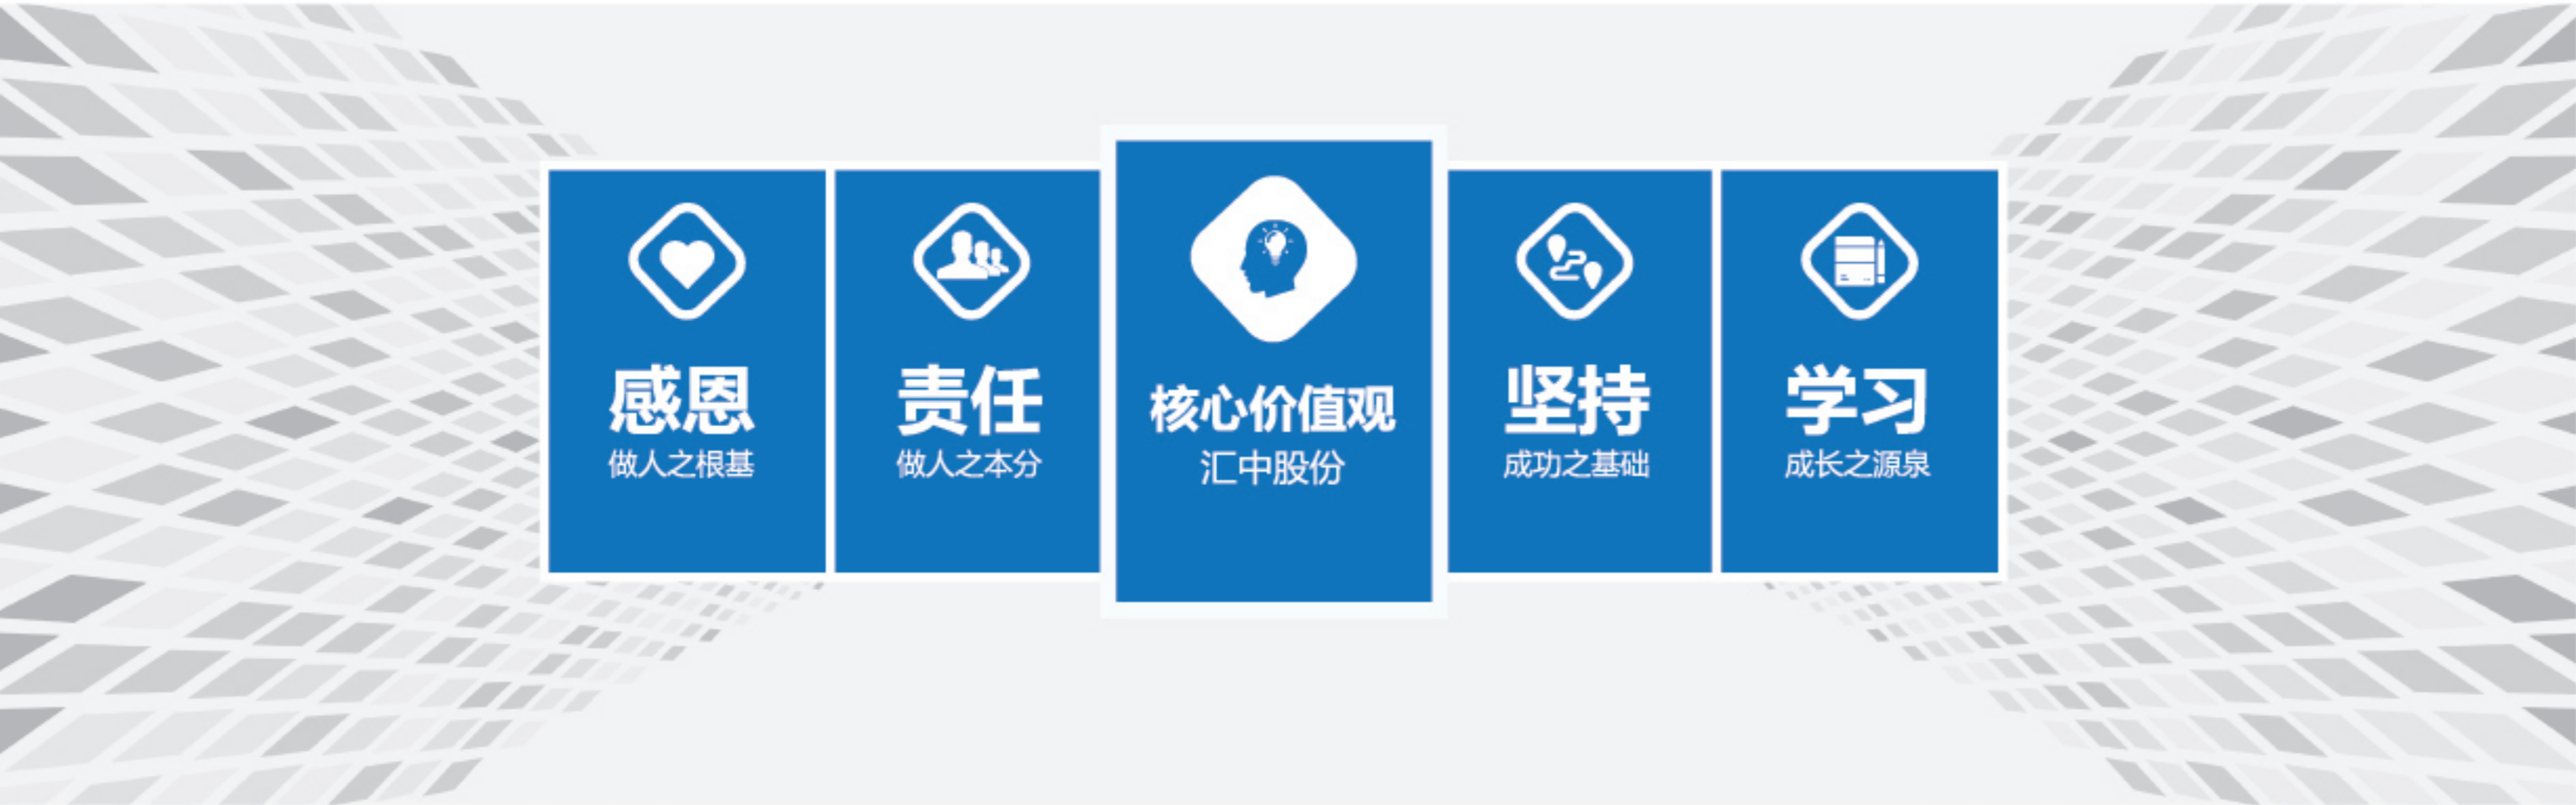 感恩
做人之根基
责任
做人之本分
核心价值观
汇中股份
坚持
成功之基础
学习
成长之源泉